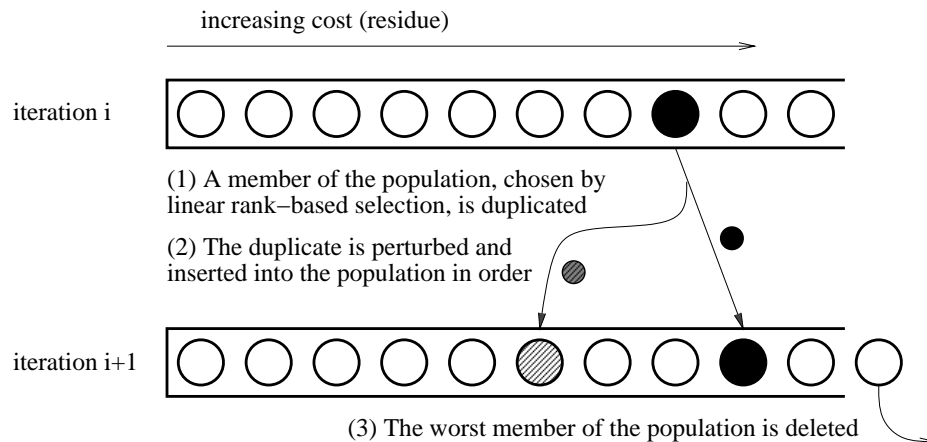 increasing cost (residue)
iteration i
(1) A member of the population, chosen by
linear rank−based selection, is duplicated
(2) The duplicate is perturbed and
inserted into the population in order
iteration i+1
(3) The worst member of the population is deleted